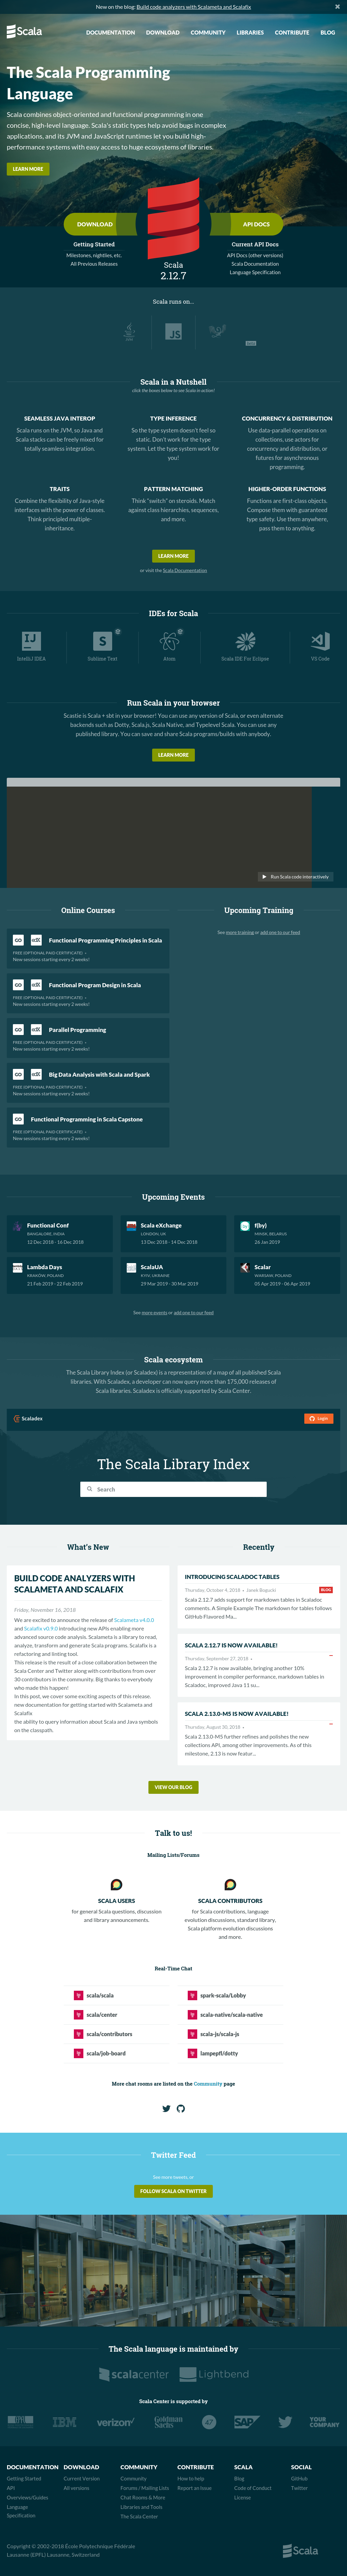 New on the blog: Build code analyzers with Scalameta and Scalafix
Scala
DOCUMENTATION
DOWNLOAD
COMMUNITY
LIBRARIES
CONTRIBUTE
BLOG
The Scala Programming
Language
Scala combines object-oriented and functional programming in one
concise, high-level language. Scala's static types help avoid bugs in complex
applications, and its JVM and JavaScript runtimes let you build high-
performance systems with easy access to huge ecosystems of libraries.
LEARN MORE
DOWNLOAD
API DOCS
Getting Started
Milestones, nightlies, etc.
All Previous Releases
Scala
2.12.7
Current API Docs
API Docs (other versions)
Scala Documentation
Language Specification
Scala runs on...
JS
Scala in a Nutshell
click the boxes below to see Scala in action!
SEAMLESS JAVA INTEROP
Scala runs on the JVM, so Java and
Scala stacks can be freely mixed for
totally seamless integration.
TYPE INFERENCE
So the type system doesn't feel so
static. Don't work for the type
system. Let the type system work for
you!
CONCURRENCY & DISTRIBUTION
Use data-parallel operations on
collections, use actors for
concurrency and distribution, or
futures for asynchronous
programming.
TRAITS
Combine the flexibility of Java-style
interfaces with the power of classes.
Think principled multiple-
inheritance.
PATTERN MATCHING
Think "switch" on steroids. Match
against class hierarchies, sequences,
and more.
HIGHER-ORDER FUNCTIONS
Functions are first-class objects.
Compose them with guaranteed
type safety. Use them anywhere,
pass them to anything.
LEARN MORE
or visit the Scala Documentation
IDEs for Scala
IntelliJ IDEA
Sublime Text
Atom
Scala IDE For Eclipse
VS Code
Run Scala in your browser
Scastie is Scala + sbt in your browser! You can use any version of Scala, or even alternate
backends such as Dotty, Scala.js, Scala Native, and Typelevel Scala. You can use any
published library. You can save and share Scala programs/builds with anybody.
LEARN MORE
Run Scala code interactively
Online Courses
Functional Programming Principles in Scala
FREE (OPTIONAL PAID CERTIFICATE)
New sessions starting every 2 weeks!
Functional Program Design in Scala
FREE (OPTIONAL PAID CERTIFICATE)
New sessions starting every 2 weeks!
Parallel Programming
FREE (OPTIONAL PAID CERTIFICATE)
New sessions starting every 2 weeks!
Big Data Analysis with Scala and Spark
FREE (OPTIONAL PAID CERTIFICATE)
New sessions starting every 2 weeks!
Functional Programming in Scala Capstone
FREE (OPTIONAL PAID CERTIFICATE)
New sessions starting every 2 weeks!
Upcoming Training
See more training or add one to our feed
Upcoming Events
Functional Conf
BANGALORE, INDIA
12 Dec 2018 - 16 Dec 2018
Scala eXchange
LONDON, UK
13 Dec 2018 - 14 Dec 2018
f(by)
MINSK, BELARUS
26 Jan 2019
Lambda Days
KRAKÓW, POLAND
21 Feb 2019 - 22 Feb 2019
ScalaUA
KYIV, UKRAINE
29 Mar 2019 - 30 Mar 2019
Scalar
WARSAW, POLAND
05 Apr 2019 - 06 Apr 2019
See more events or add one to our feed
Scala ecosystem
The Scala Library Index (or Scaladex) is a representation of a map of all published Scala
libraries. With Scaladex, a developer can now query more than 175,000 releases of
Scala libraries. Scaladex is officially supported by Scala Center.
Scaladex
Login
The Scala Library Index
Search
What's New
BUILD CODE ANALYZERS WITH
SCALAMETA AND SCALAFIX
Friday, November 16, 2018
We are excited to announce the release of Scalameta v4.0.0
and Scalafix v0.9.0 introducing new APIs enabling more
advanced source code analysis. Scalameta is a library to read,
analyze, transform and generate Scala programs. Scalafix is a
refactoring and linting tool.
This release is the result of a close collaboration between the
Scala Center and Twitter along with contributions from over
30 contributors in the community. Big thanks to everybody
who made this happen!
In this post, we cover some exciting aspects of this release.
new documentation for getting started with Scalameta and
Scalafix
the ability to query information about Scala and Java symbols
on the classpath.
Recently
INTRODUCING SCALADOC TABLES
Thursday, October 4, 2018 • Janek Bogucki
BLOG
Scala 2.12.7 adds support for markdown tables in Scaladoc
comments. A Simple Example The markdown for tables follows
GitHub Flavored Ma...
SCALA 2.12.7 IS NOW AVAILABLE!
Thursday, September 27, 2018
Scala 2.12.7 is now available, bringing another 10%
improvement in compiler performance, markdown tables in
Scaladoc, improved Java 11 su...
SCALA 2.13.0-M5 IS NOW AVAILABLE!
Thursday, August 30, 2018
Scala 2.13.0-M5 further refines and polishes the new
collections API, among other improvements. As of this
milestone, 2.13 is now featur...
VIEW OUR BLOG
Talk to us!
Mailing Lists/Forums
SCALA USERS
for general Scala questions, discussion
and library announcements.
SCALA CONTRIBUTORS
for Scala contributions, language
evolution discussions, standard library,
Scala platform evolution discussions
and more.
Real-Time Chat
scala/scala
spark-scala/Lobby
scala/center
scala-native/scala-native
scala/contributors
scala-js/scala-js
scala/job-board
lampepfl/dotty
More chat rooms are listed on the Community page
Twitter Feed
See more tweets, or
FOLLOW SCALA ON TWITTER
The Scala language is maintained by
scalacenter
Lightbend
Scala Center is supported by
IBM
verizon
Goldman
Sachs
47
SAP
YOUR
COMPANY
DOCUMENTATION
Getting Started
API
Overviews/Guides
Language
Specification
DOWNLOAD
Current Version
All versions
COMMUNITY
Community
Forums / Mailing Lists
Chat Rooms & More
Libraries and Tools
The Scala Center
CONTRIBUTE
How to help
Report an Issue
SCALA
Blog
Code of Conduct
License
SOCIAL
GitHub
Twitter
Copyright © 2002-2018 École Polytechnique Fédérale
Lausanne (EPFL) Lausanne, Switzerland
Scala